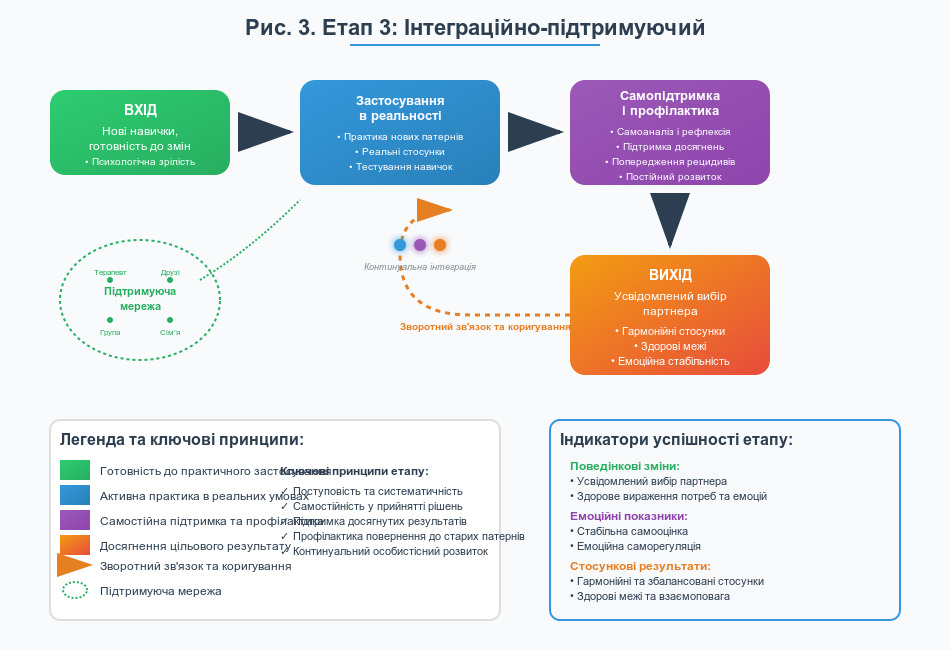 Рис. 3. Етап 3: Інтеграційно-підтримуючий
ВХІД
Нові навички,
готовність до змін
• Психологічна зрілість
Застосування
в реальності
• Практика нових патернів
• Реальні стосунки
• Тестування навичок
Самопідтримка
і профілактика
• Самоаналіз і рефлексія
• Підтримка досягнень
• Попередження рецидивів
• Постійний розвиток
Терапевт
Друзі
Підтримуюча
мережа
Група
Сім'я
Континуальна інтеграція
Зворотний зв'язок та коригування
ВИХІД
Усвідомлений вибір
партнера
• Гармонійні стосунки
• Здорові межі
• Емоційна стабільність
Легенда та ключові принципи:
Готовність до практичного застосування
Активна практика в реальних умовах
Самостійна підтримка та профілактика
Досягнення цільового результату
Зворотний зв'язок та коригування
Підтримуюча мережа
Ключові принципи етапу:
✓ Поступовість та систематичність
✓ Самостійність у прийнятті рішень
✓ Підтримка досягнутих результатів
✓ Профілактика повернення до старих патернів
✓ Континуальний особистісний розвиток
Індикатори успішності етапу:
Поведінкові зміни:
• Усвідомлений вибір партнера
• Здорове вираження потреб та емоцій
Емоційні показники:
• Стабільна самооцінка
• Емоційна саморегуляція
Стосункові результати:
• Гармонійні та збалансовані стосунки
• Здорові межі та взаємоповага